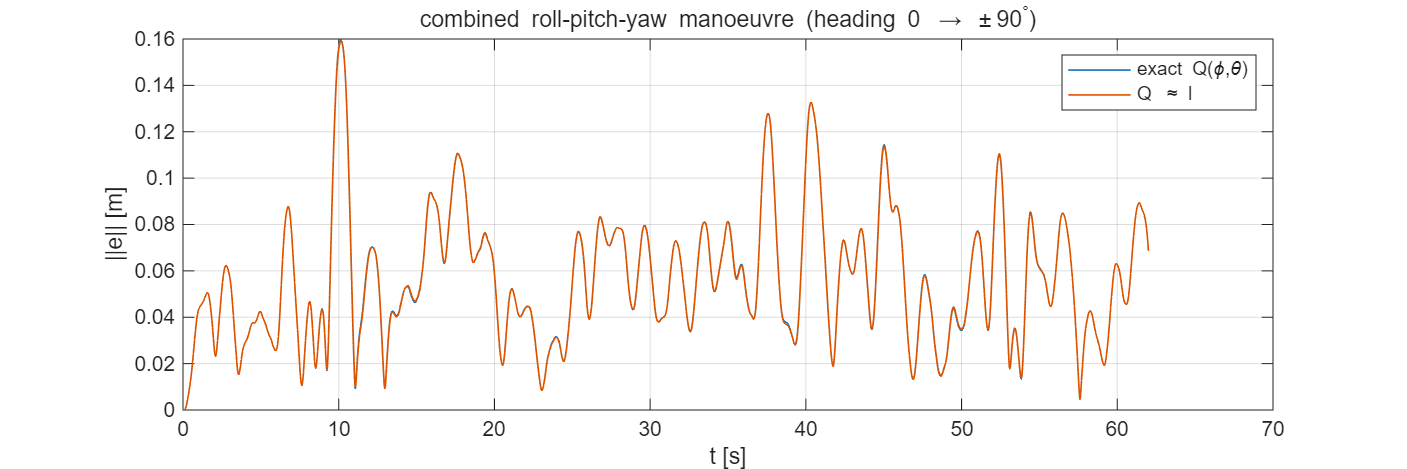 combined roll-pitch-yaw manoeuvre (heading 0 → ±90°)
0.16
0.14
0.12
0.1
0.08
0.06
0.04
0.02
0
||e|| [m]
exact Q(ϕ,θ)
Q ≈ I
0 10 20 30 40 50 60 70
t [s]